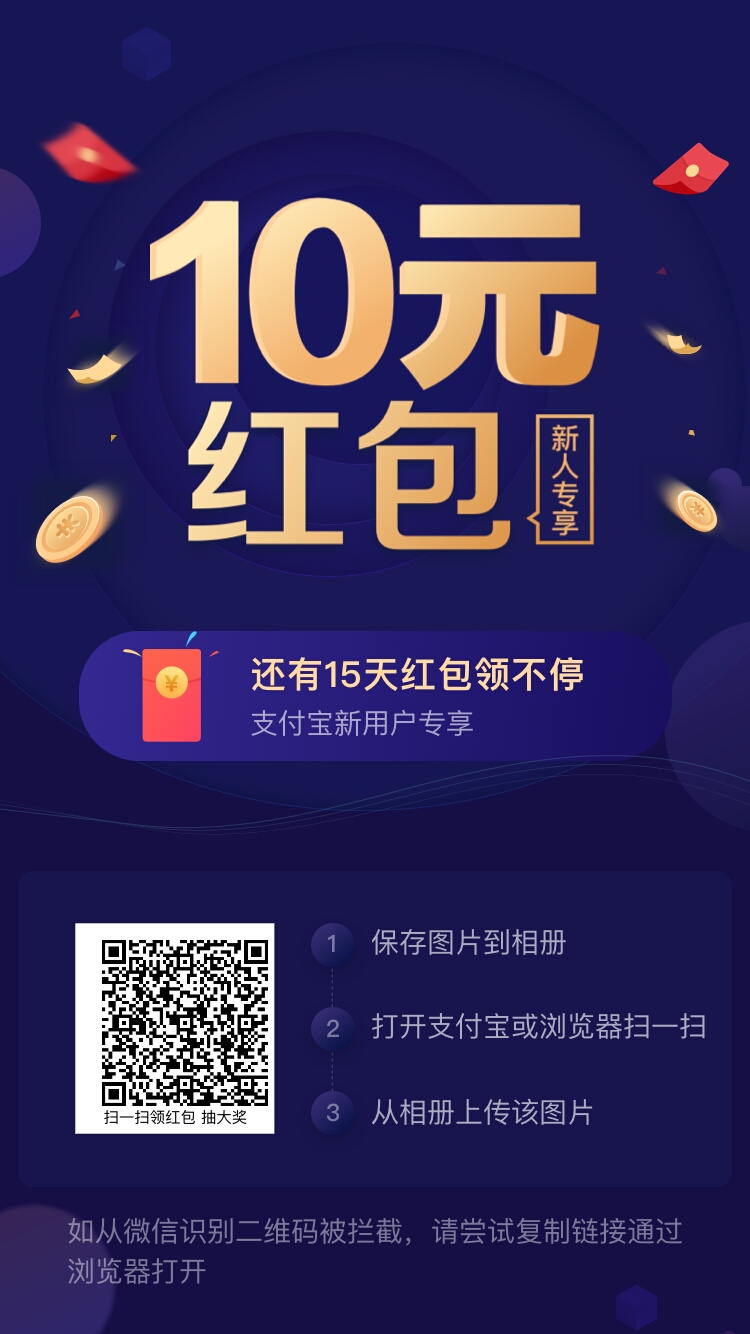 10元
红包
新人专享
还有15天红包领不停
支付宝新用户专享
1 保存图片到相册
2 打开支付宝或浏览器扫一扫
3 从相册上传该图片
扫一扫领红包 抽大奖
如从微信识别二维码被拦截，请尝试复制链接通过
浏览器打开